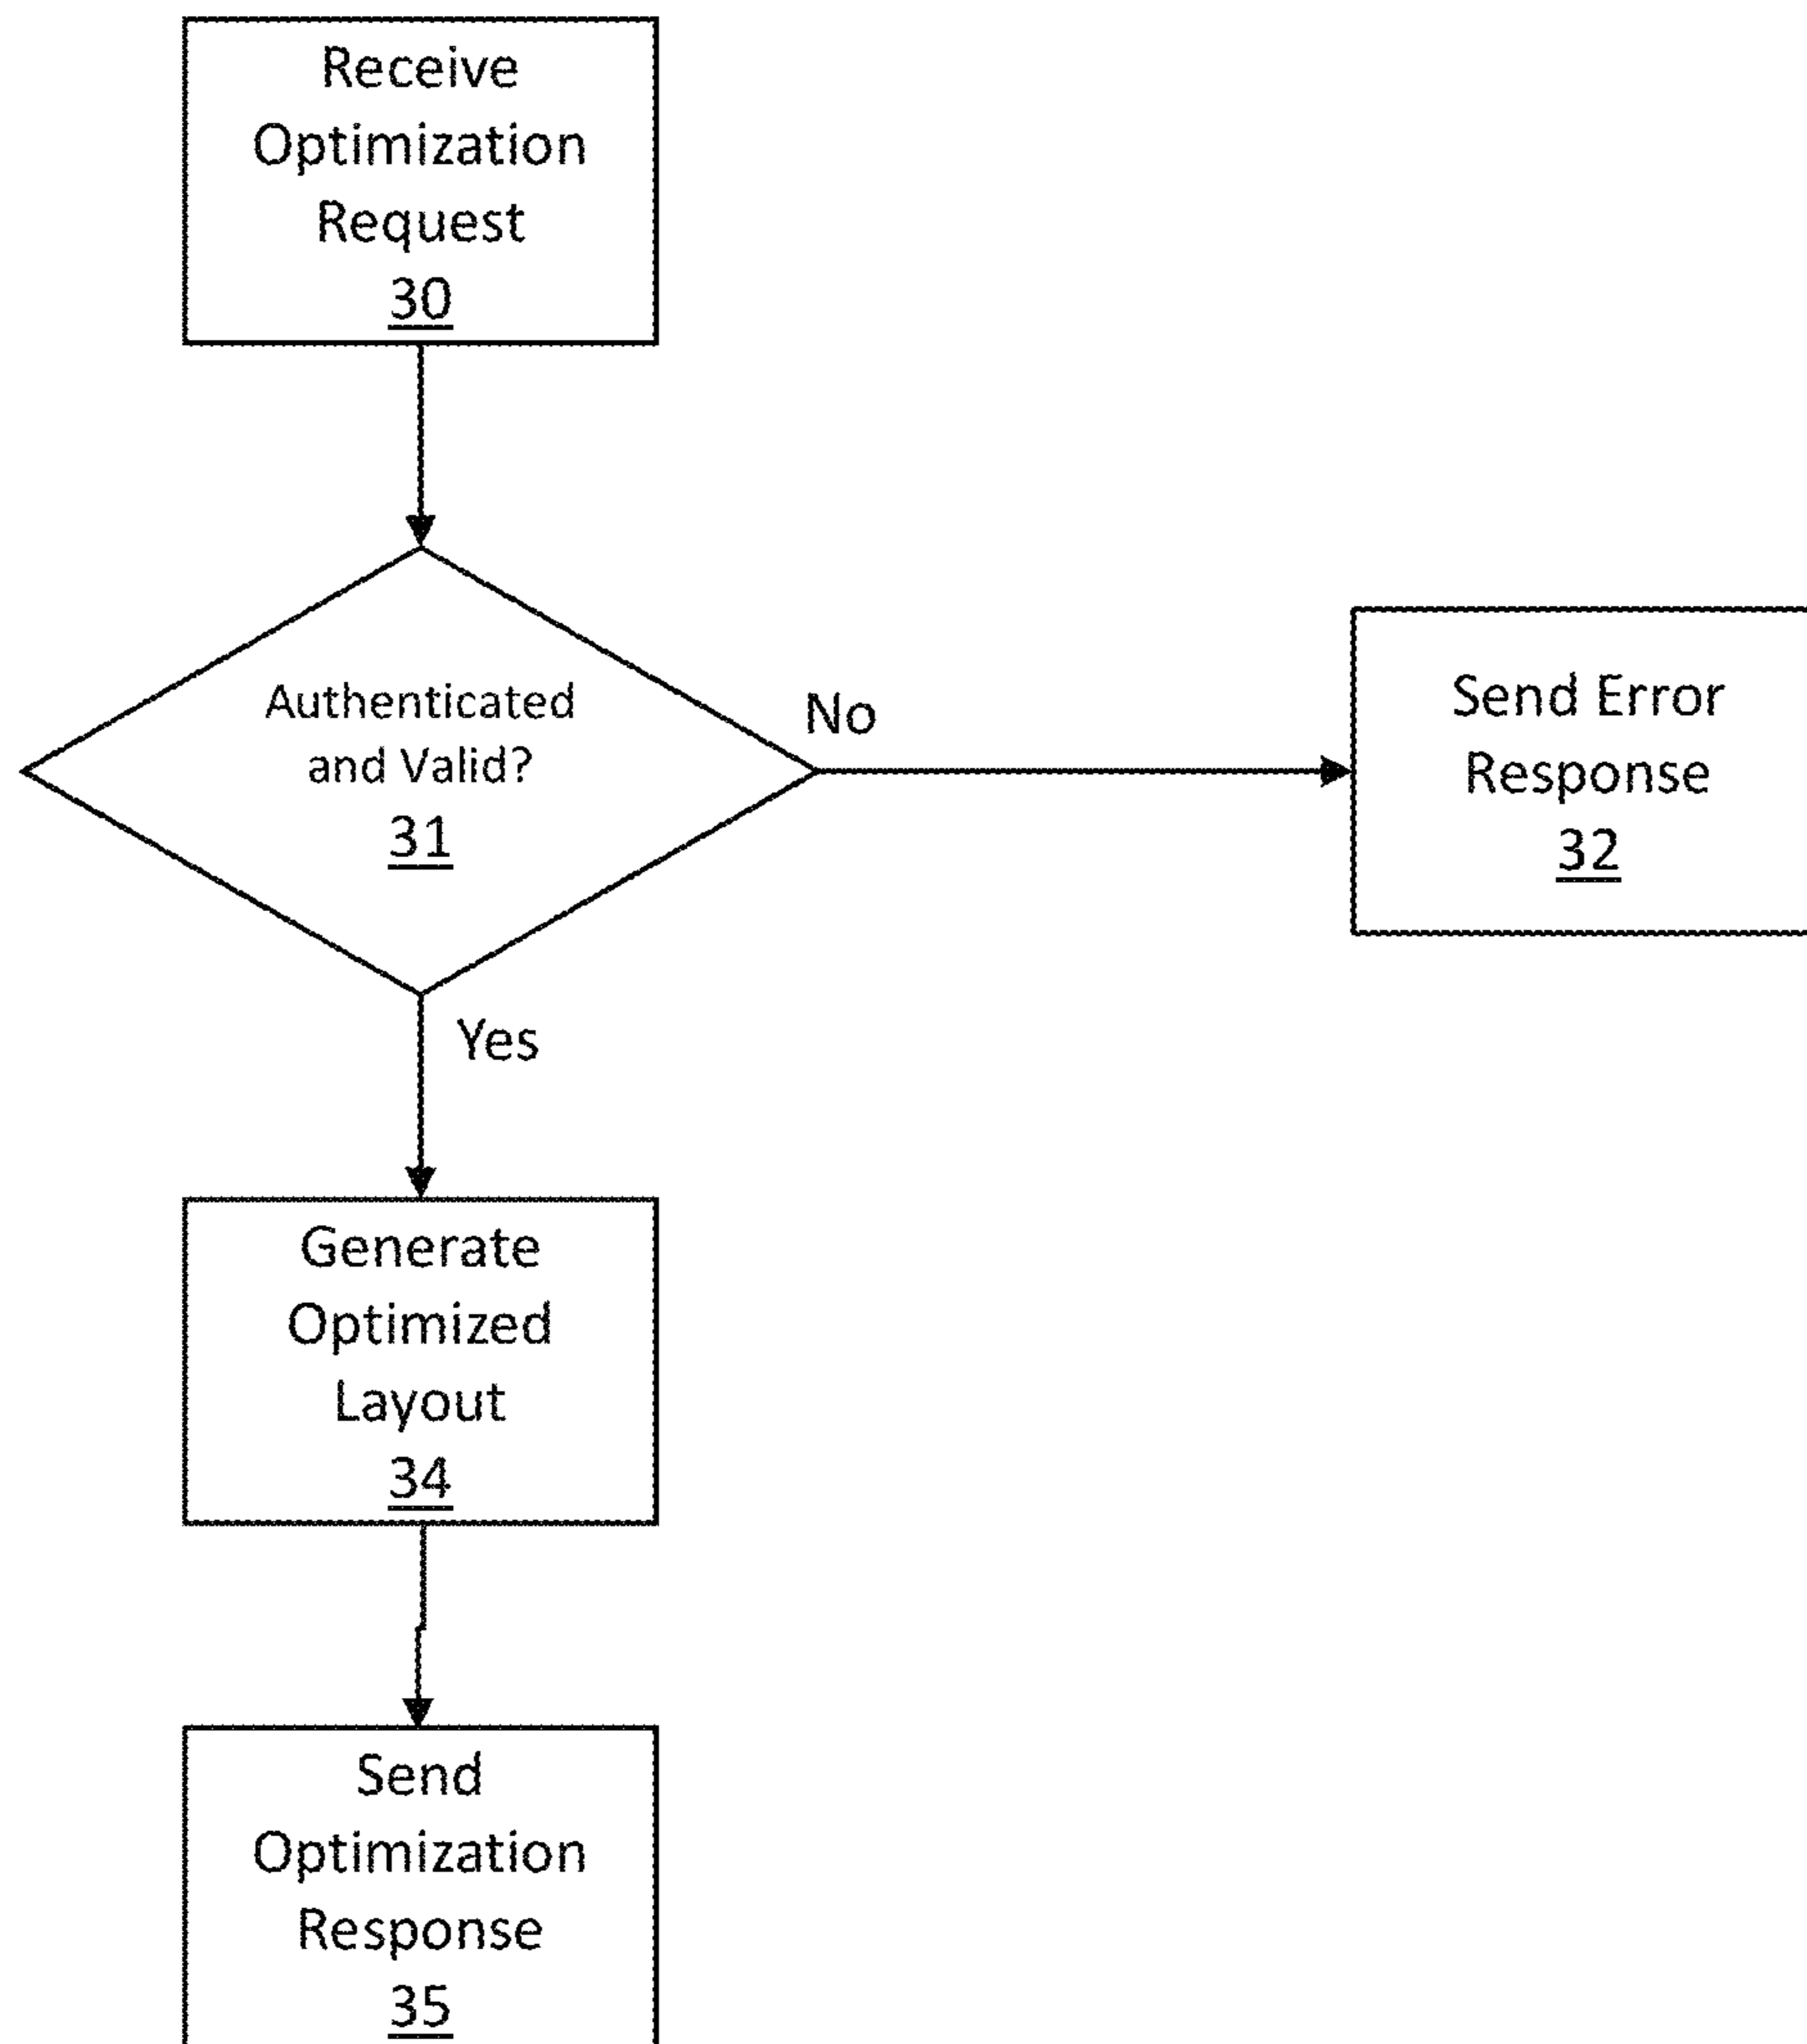 Receive
Optimization
Request
30
Authenticated
and Valid?
31
No
Send Error
Response
32
Yes
Generate
Optimized
Layout
34
Send
Optimization
Response
35